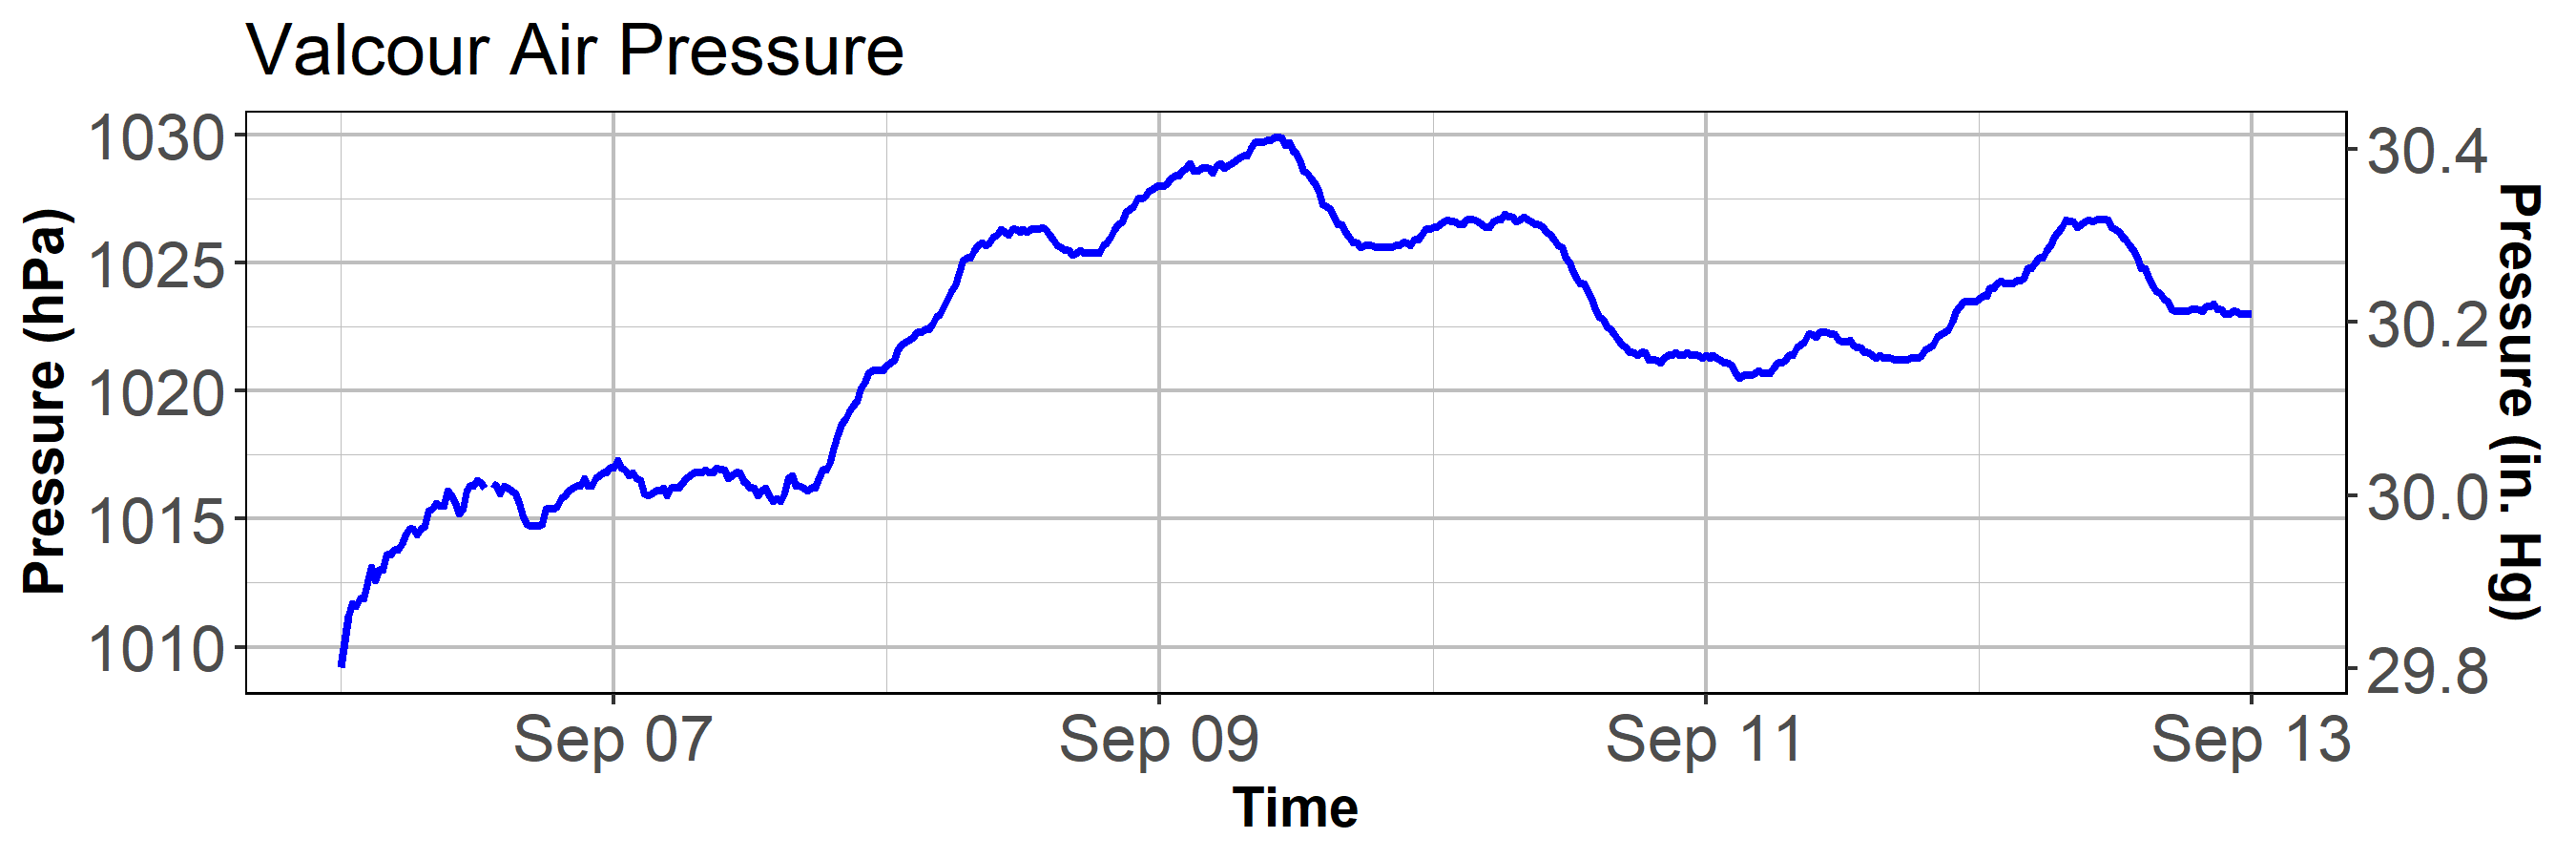 Valcour Air Pressure
Pressure (hPa)
1030
1025
1020
1015
1010
30.4
30.2
30.0
29.8
Pressure (in. Hg)
Sep 07
Sep 09
Sep 11
Sep 13
Time